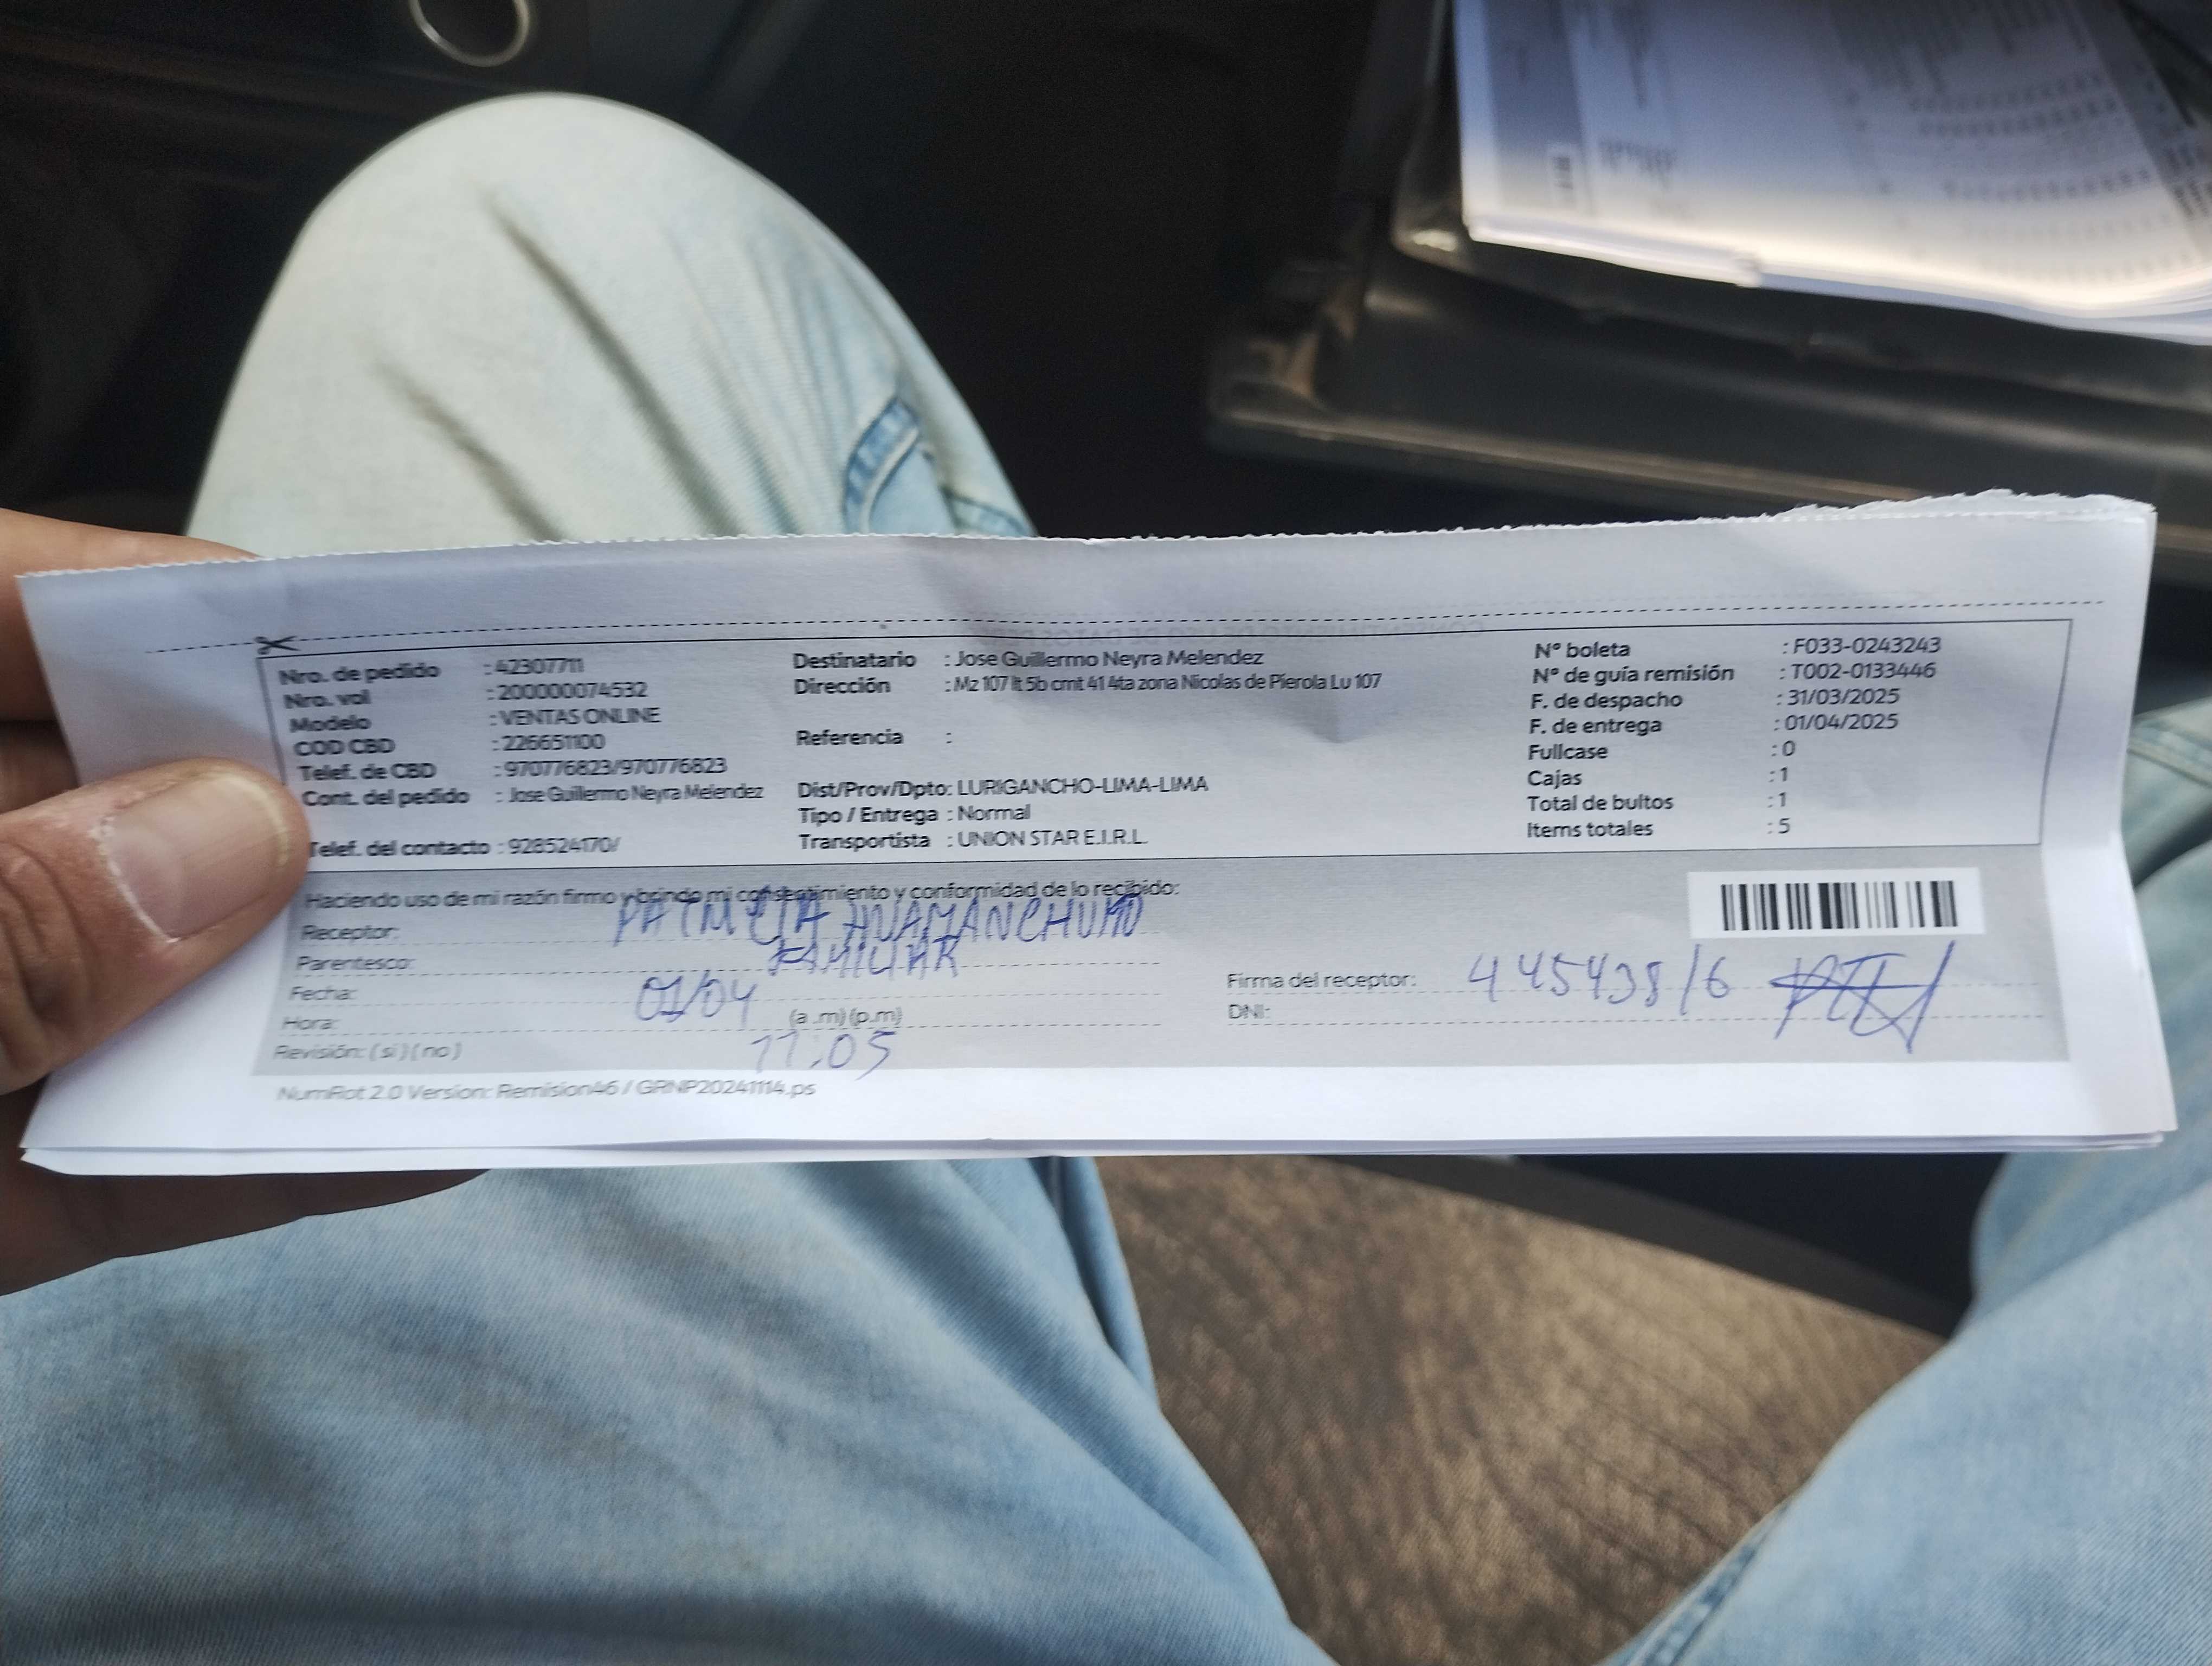 Nro. de pedido : 42307711
Nro. vol : 200000074532
Modelo : VENTAS ONLINE
COD CBD : 226651100
Telef. de CBD : 970776823/970776823
Cont. del pedido : Jose Guillermo Neyra Melendez
Telef. del contacto : 928524170/
Destinatario : Jose Guillermo Neyra Melendez
Dirección : Mz 107 lt 5b cmt 41 4ta zona Nicolas de Pierola Lu 107
Referencia :
Dist/Prov/Dpto: LURIGANCHO-LIMA-LIMA
Tipo / Entrega : Normal
Transportista : UNION STAR E.I.R.L.
Nº boleta : F033-0243243
Nº de guía remisión : T002-0133446
F. de despacho : 31/03/2025
F. de entrega : 01/04/2025
Fullcase : 0
Cajas : 1
Total de bultos : 1
Items totales : 5
Haciendo uso de mi razón firmo y brindo mi consentimiento y conformidad de lo recibido:
Receptor: HUAMANCHUMO
Parentesco: FAMILIAR
Fecha: 01/04
Hora: (a.m) (p.m)
11:05
Revisión: ( si ) ( no )
Firma del receptor: 44543816
DNI:
NumRot 2.0 Version: Remision46 / GRNP20241114.ps